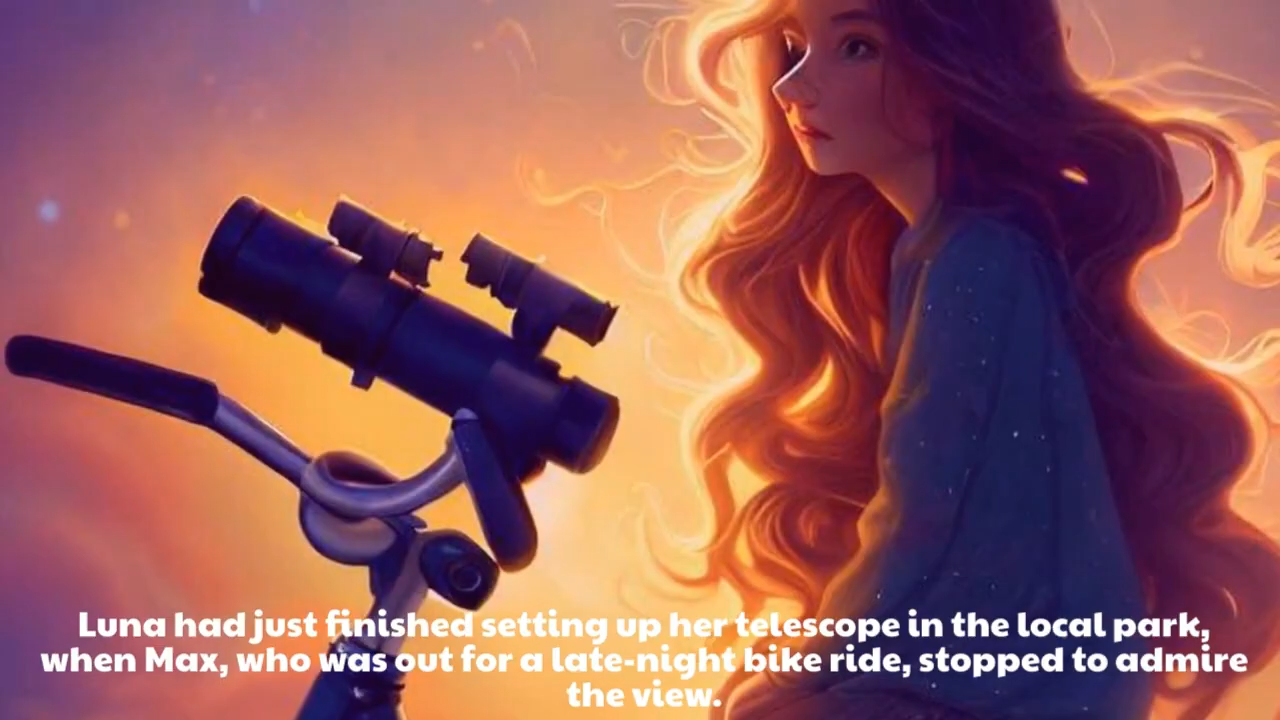 Luna had just finished setting up her telescope in the local park,
when Max, who was out for a late-night bike ride, stopped to admire
the view.